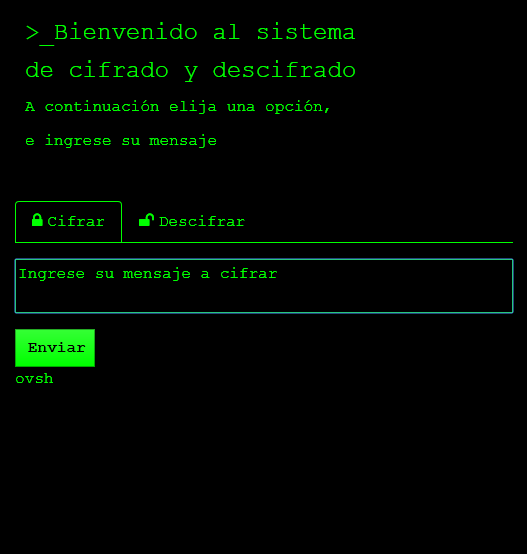 >_Bienvenido al sistema
de cifrado y descifrado
A continuación elija una opción,
e ingrese su mensaje
Cifrar Descifrar
Ingrese su mensaje a cifrar
Enviar
ovsh